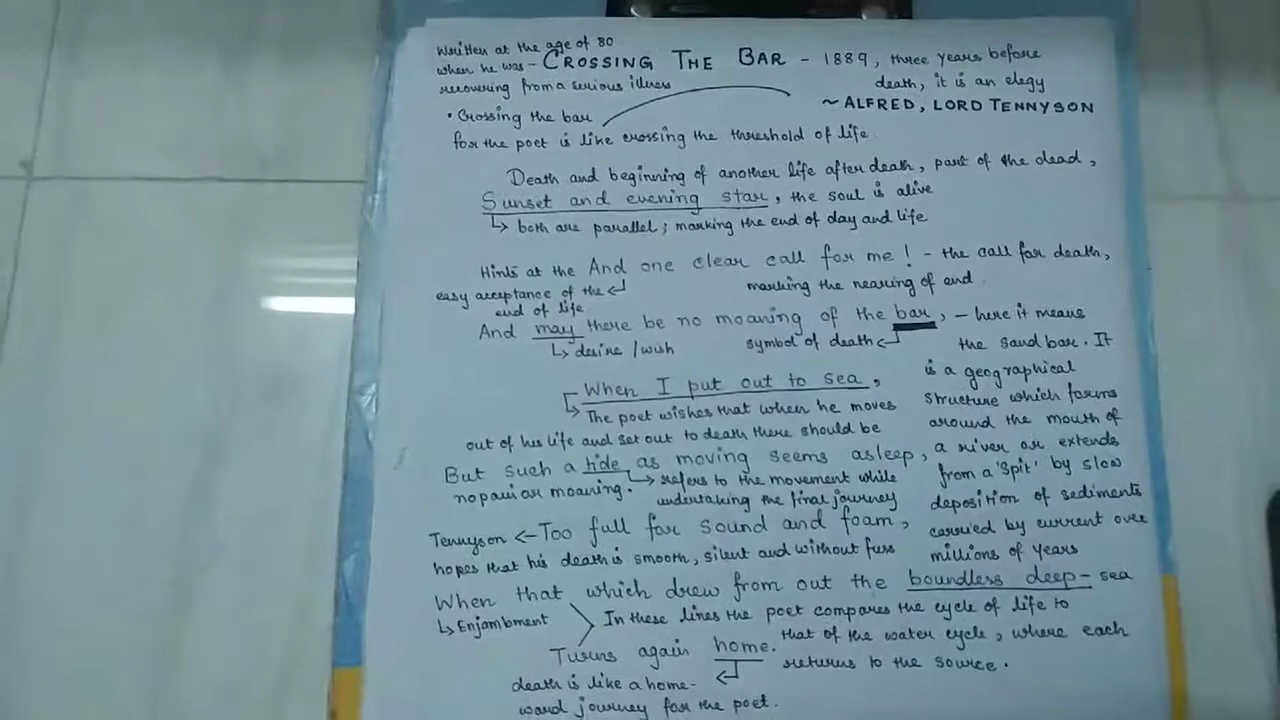 Written at the age of 80
when he was - CROSSING THE BAR - 1889, three years before
recovering from a serious illness death, it is an elegy
~ ALFRED, LORD TENNYSON
• Crossing the bar
for the poet is like crossing the threshold of life.
Death and beginning of another life after death, part of the dead,
Sunset and evening star, the soul is alive
↳ both are parallel; marking the end of day and life
Hints at the And one clear call for me! - the call for death,
easy acceptance of the ↲ marking the nearing of end.
end of life.
And may there be no moaning of the bar, - here it means
↳ desire / wish symbol of death ↲ the sand bar. It
When I put out to sea, is a geographical
↳ The poet wishes that when he moves structure which forms
out of his life and set out to death there should be around the mouth of
But such a tide as moving seems asleep, a river or extends
no pain or moaning. ↳ refers to the movement while from a 'spit' by slow
undertaking the final journey deposition of sediments
Tennyson <- Too full for sound and foam, carried by current over
hopes that his death is smooth, silent and without fuss millions of years
When that which drew from out the boundless deep - sea
↳ Enjambment In these lines the poet compares the cycle of life to
Turns again home. that of the water cycle, where each
death is like a home- ↲ returns to the source.
ward journey for the poet.